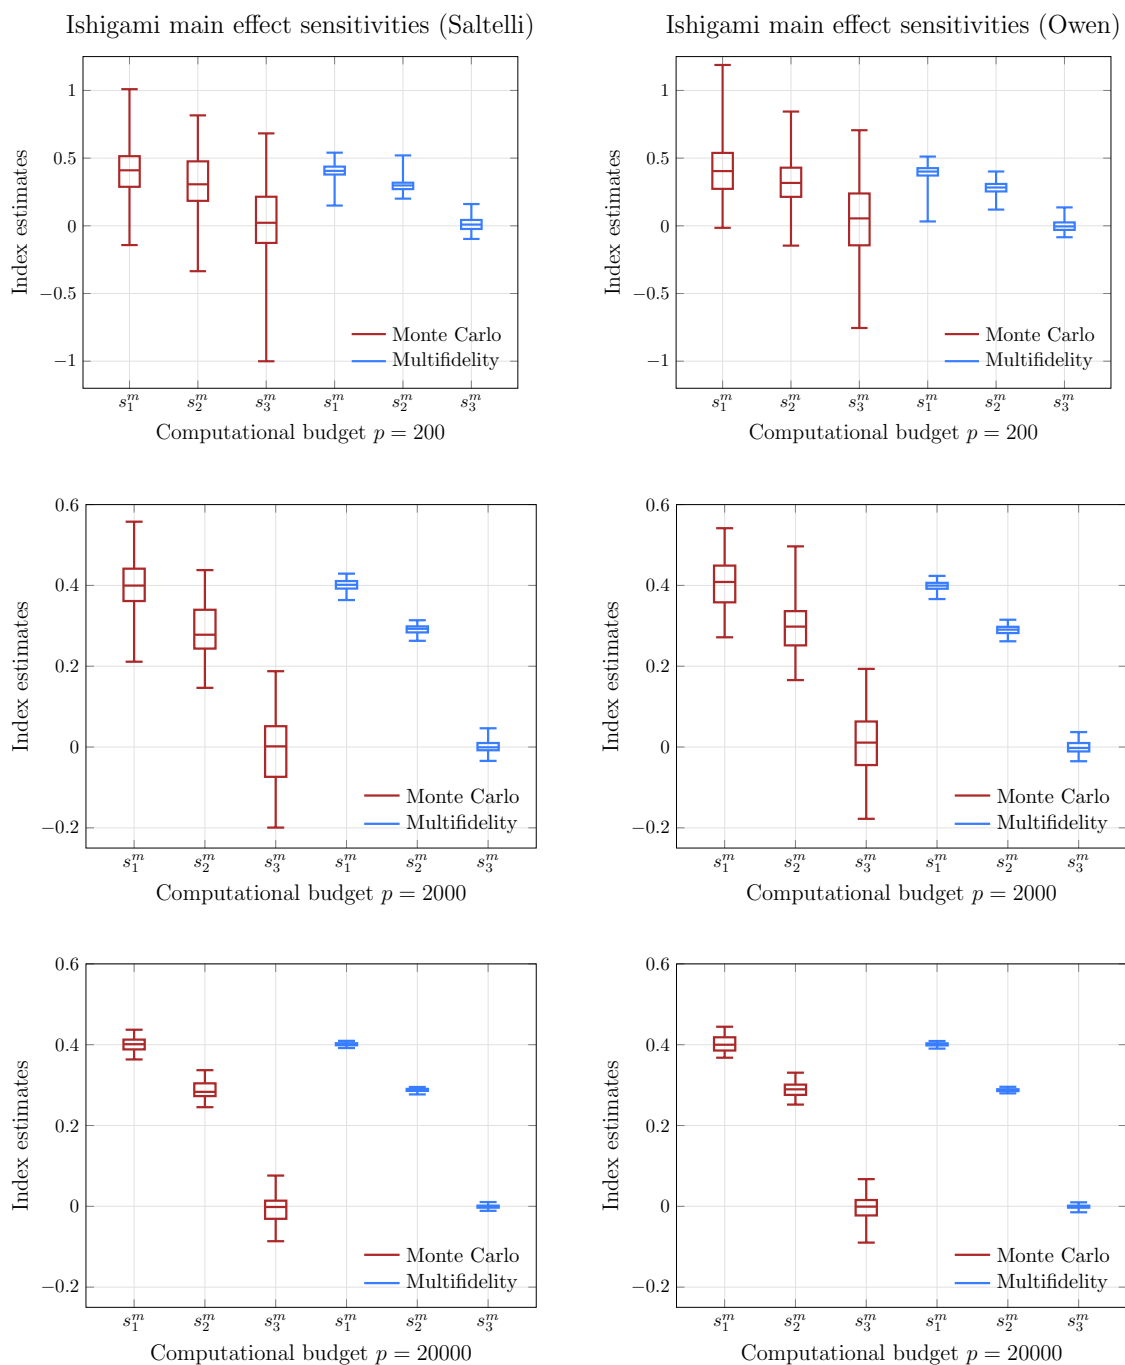 Ishigami main effect sensitivities (Saltelli)
1
0.5
0
−0.5
−1
Index estimates
Monte Carlo
Multifidelity
s₁ᵐ s₂ᵐ s₃ᵐ s₁ᵐ s₂ᵐ s₃ᵐ
Computational budget p = 200
Ishigami main effect sensitivities (Owen)
1
0.5
0
−0.5
−1
Index estimates
Monte Carlo
Multifidelity
s₁ᵐ s₂ᵐ s₃ᵐ s₁ᵐ s₂ᵐ s₃ᵐ
Computational budget p = 200
0.6
0.4
0.2
0
−0.2
Index estimates
Monte Carlo
Multifidelity
s₁ᵐ s₂ᵐ s₃ᵐ s₁ᵐ s₂ᵐ s₃ᵐ
Computational budget p = 2000
0.6
0.4
0.2
0
−0.2
Index estimates
Monte Carlo
Multifidelity
s₁ᵐ s₂ᵐ s₃ᵐ s₁ᵐ s₂ᵐ s₃ᵐ
Computational budget p = 2000
0.6
0.4
0.2
0
−0.2
Index estimates
Monte Carlo
Multifidelity
s₁ᵐ s₂ᵐ s₃ᵐ s₁ᵐ s₂ᵐ s₃ᵐ
Computational budget p = 20000
0.6
0.4
0.2
0
−0.2
Index estimates
Monte Carlo
Multifidelity
s₁ᵐ s₂ᵐ s₃ᵐ s₁ᵐ s₂ᵐ s₃ᵐ
Computational budget p = 20000